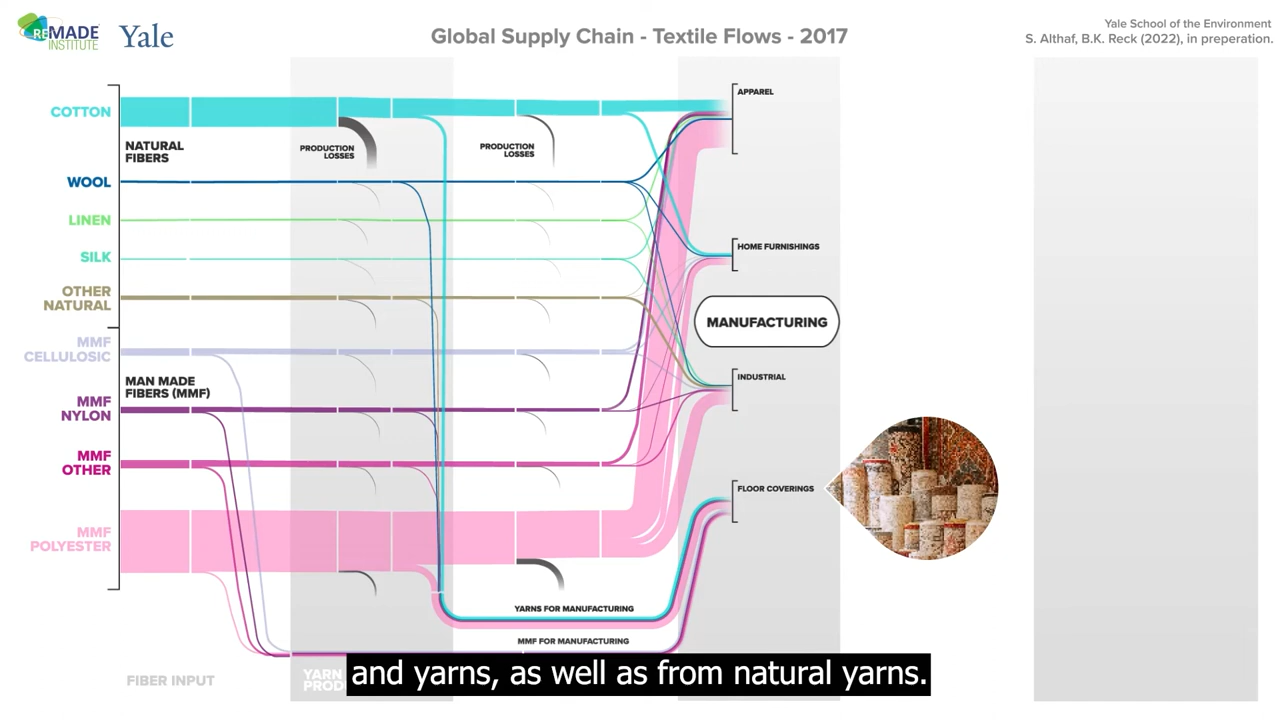 REMADE
INSTITUTE
Yale
Global Supply Chain - Textile Flows - 2017
Yale School of the Environment
S. Althaf, B.K. Reck (2022), in preperation.
COTTON
NATURAL
FIBERS
PRODUCTION
LOSSES
PRODUCTION
LOSSES
APPAREL
WOOL
LINEN
SILK
HOME FURNISHINGS
OTHER
NATURAL
MANUFACTURING
MMF
CELLULOSIC
MAN MADE
FIBERS (MMF)
INDUSTRIAL
MMF
NYLON
MMF
OTHER
FLOOR COVERINGS
MMF
POLYESTER
YARNS FOR MANUFACTURING
MMF FOR MANUFACTURING
FIBER INPUT
YARN
and yarns, as well as from natural yarns.